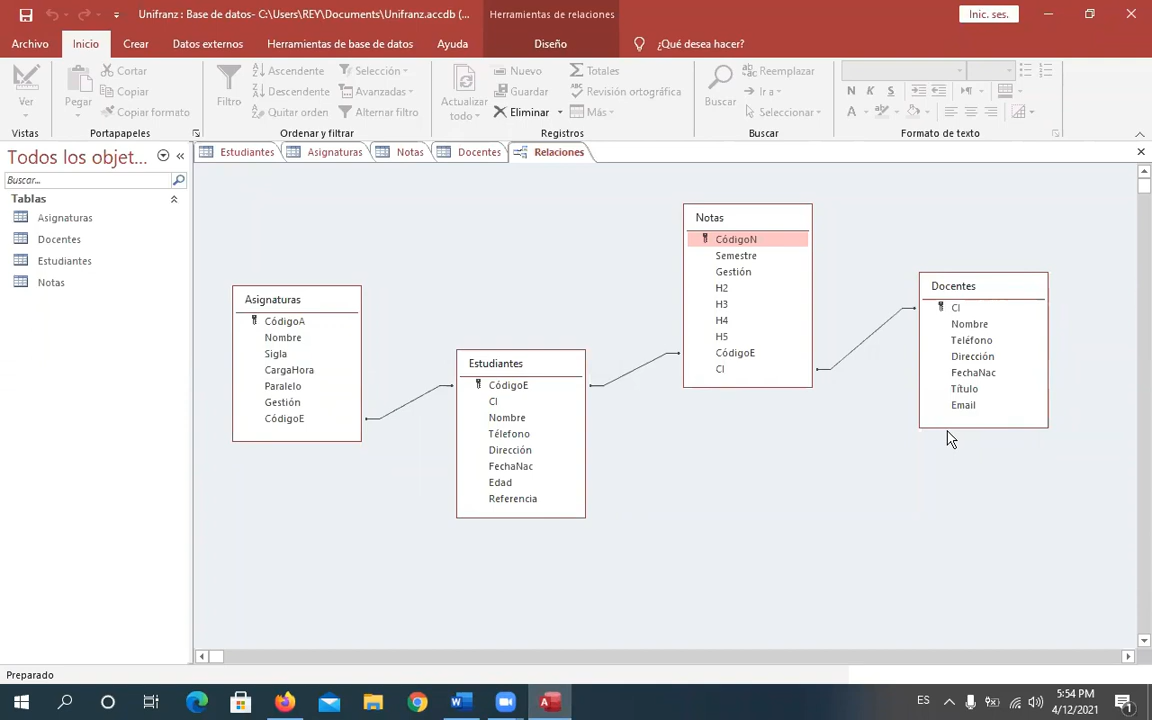 Unifranz : Base de datos- C:\Users\REY\Documents\Unifranz.accdb (...
Herramientas de relaciones
Inic. ses.
Archivo
Inicio
Crear
Datos externos
Herramientas de base de datos
Ayuda
Diseño
¿Qué desea hacer?
Ver
Pegar
Cortar
Copiar
Copiar formato
Filtro
Ascendente
Descendente
Quitar orden
Selección
Avanzadas
Alternar filtro
Actualizar
todo
Nuevo
Guardar
Eliminar
Totales
Revisión ortográfica
Más
Buscar
Reemplazar
Ir a
N K S
A
Vistas
Portapapeles
Ordenar y filtrar
Registros
Buscar
Formato de texto
Todos los objet...
Buscar...
Tablas
Asignaturas
Docentes
Estudiantes
Notas
Estudiantes
Asignaturas
Notas
Docentes
Relaciones
Asignaturas
CódigoA
Nombre
Sigla
CargaHora
Paralelo
Gestión
CódigoE
Estudiantes
CódigoE
CI
Nombre
Télefono
Dirección
FechaNac
Edad
Referencia
Notas
CódigoN
Semestre
Gestión
H2
H3
H4
H5
CódigoE
CI
Docentes
CI
Nombre
Teléfono
Dirección
FechaNac
Título
Email
Preparado
ES
5:54 PM
4/12/2021
1